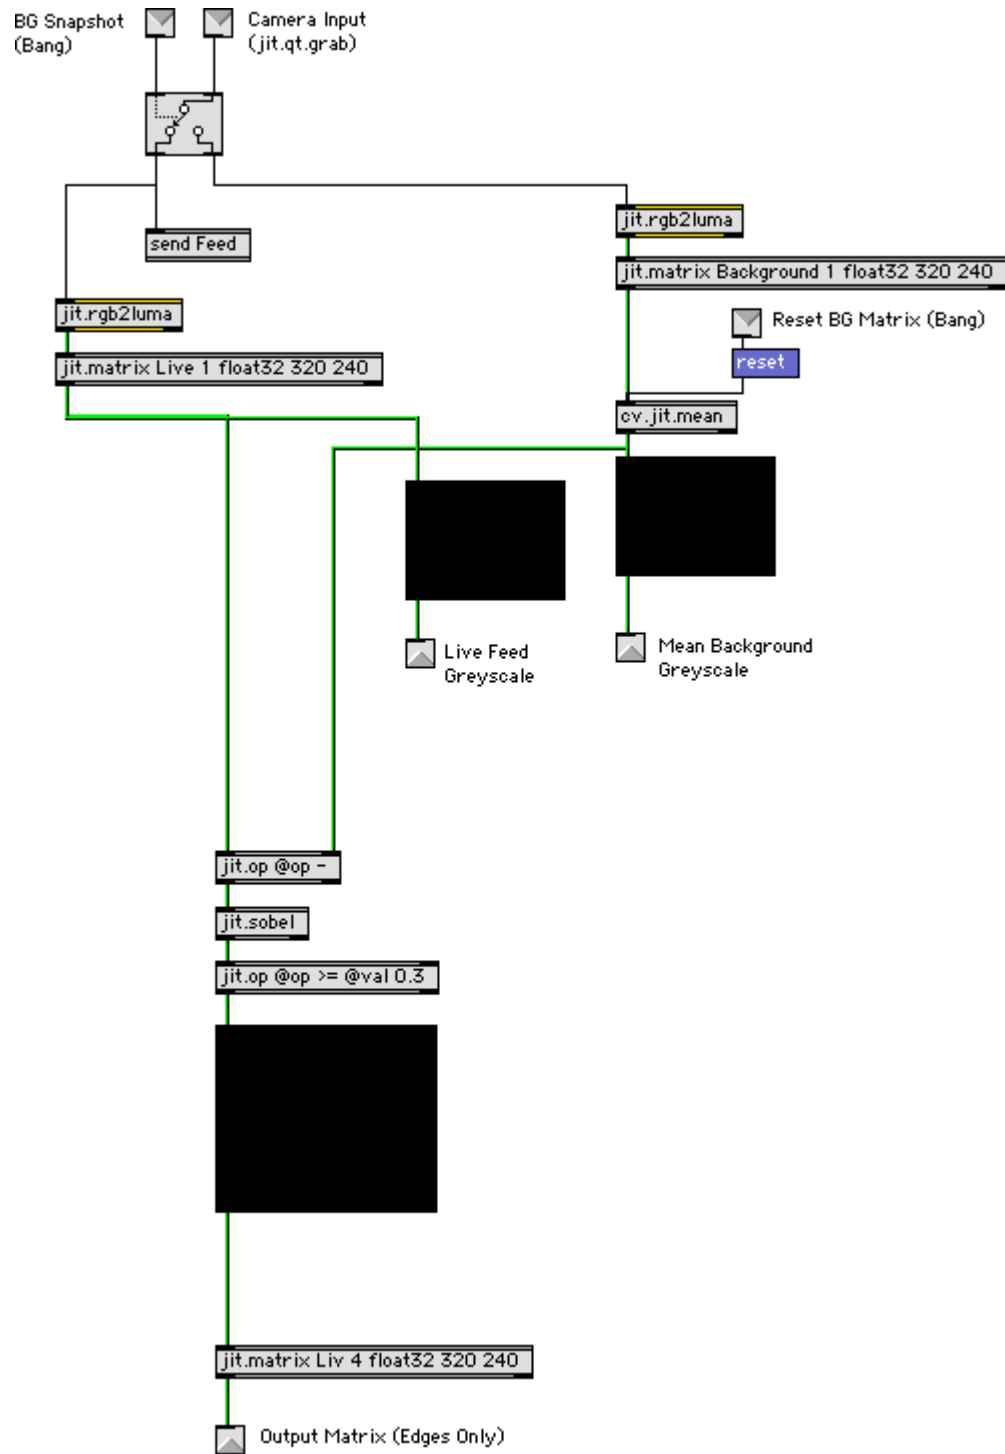 BG Snapshot
(Bang)
Camera Input
(jit.qt.grab)
send Feed
jit.rgb2luma
jit.matrix Background 1 float32 320 240
Reset BG Matrix (Bang)
reset
jit.rgb2luma
jit.matrix Live 1 float32 320 240
cv.jit.mean
Live Feed
Greyscale
Mean Background
Greyscale
jit.op @op -
jit.sobel
jit.op @op >= @val 0.3
jit.matrix Liv 4 float32 320 240
Output Matrix (Edges Only)